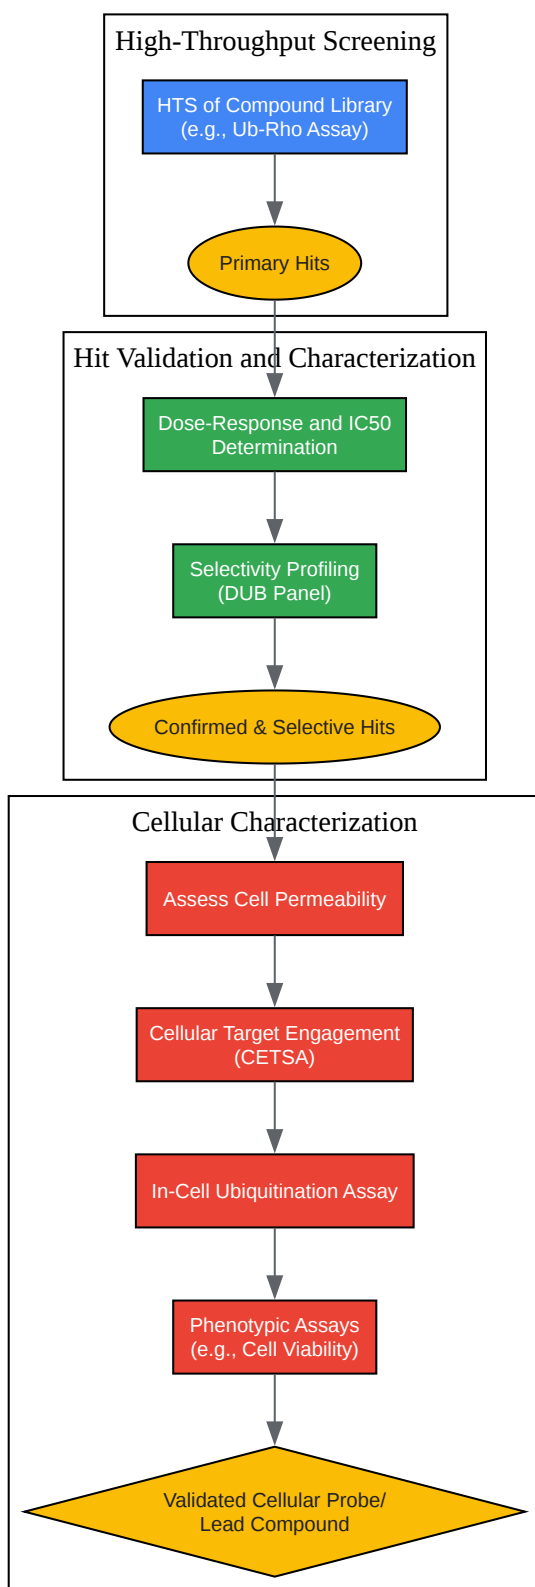 High-Throughput Screening
HTS of Compound Library
(e.g., Ub-Rho Assay)
Primary Hits
Hit Validation and Characterization
Dose-Response and IC50
Determination
Selectivity Profiling
(DUB Panel)
Confirmed & Selective Hits
Cellular Characterization
Assess Cell Permeability
Cellular Target Engagement
(CETSA)
In-Cell Ubiquitination Assay
Phenotypic Assays
(e.g., Cell Viability)
Validated Cellular Probe/
Lead Compound